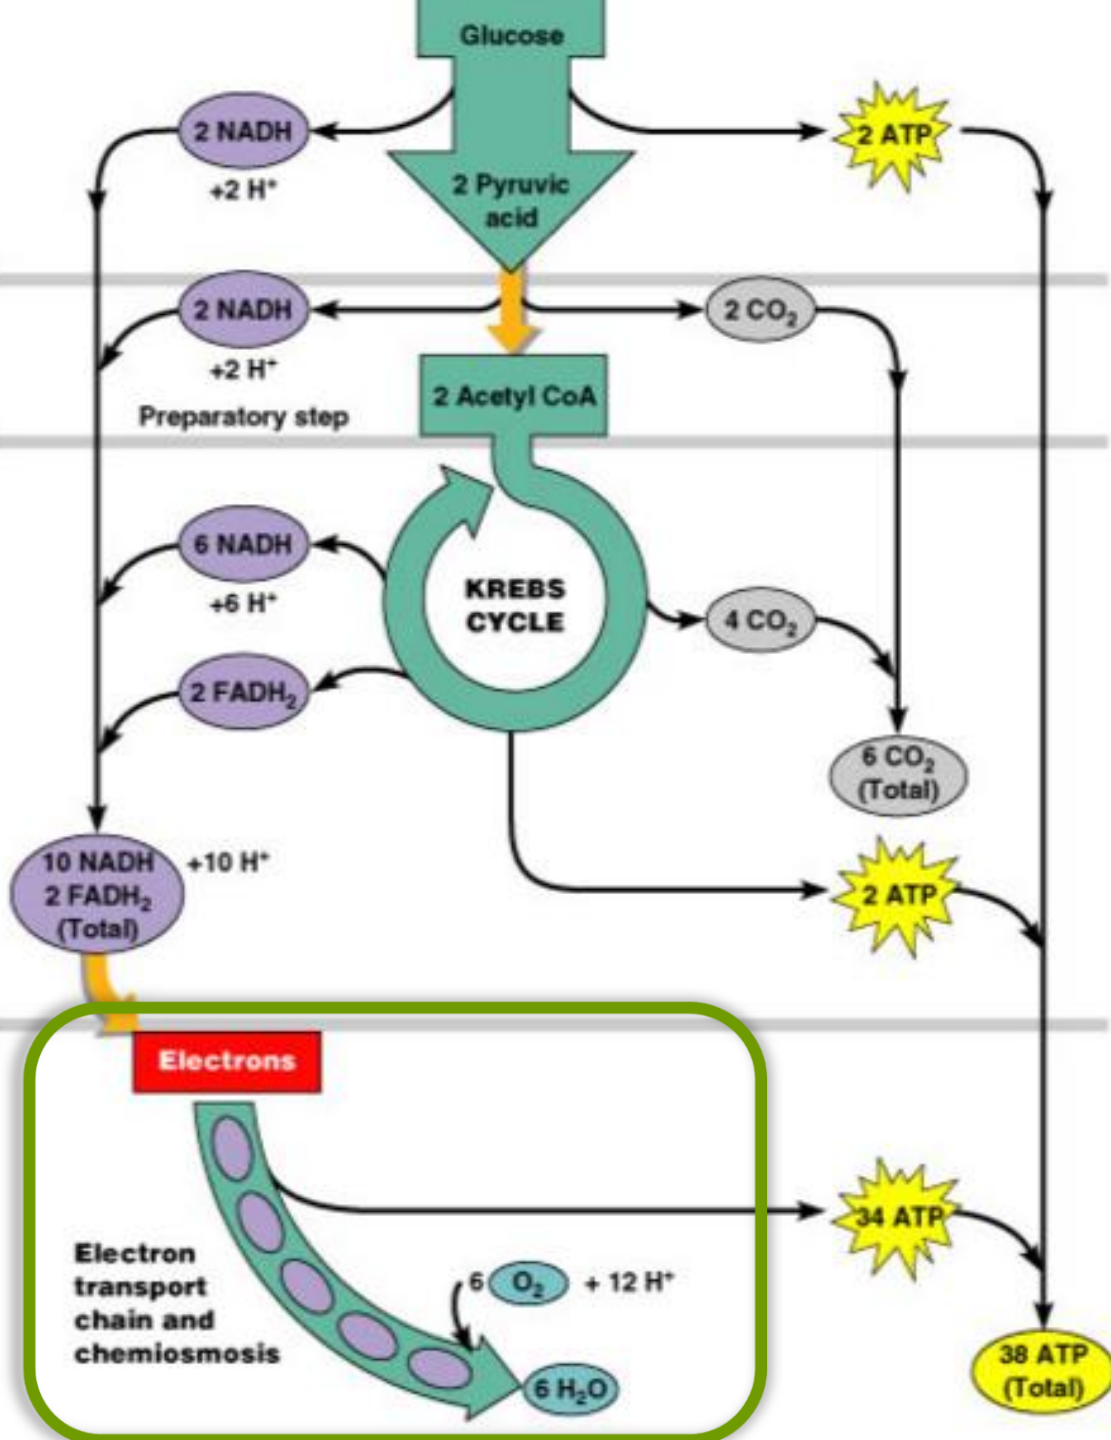 Glucose
2 NADH
2 ATP
+2 H⁺
2 Pyruvic
acid
2 NADH
2 CO₂
+2 H⁺
2 Acetyl CoA
Preparatory step
6 NADH
+6 H⁺
KREBS
CYCLE
4 CO₂
2 FADH₂
6 CO₂
(Total)
10 NADH
2 FADH₂
(Total)
+10 H⁺
2 ATP
Electrons
34 ATP
Electron
transport
chain and
chemiosmosis
6 O₂ + 12 H⁺
6 H₂O
38 ATP
(Total)